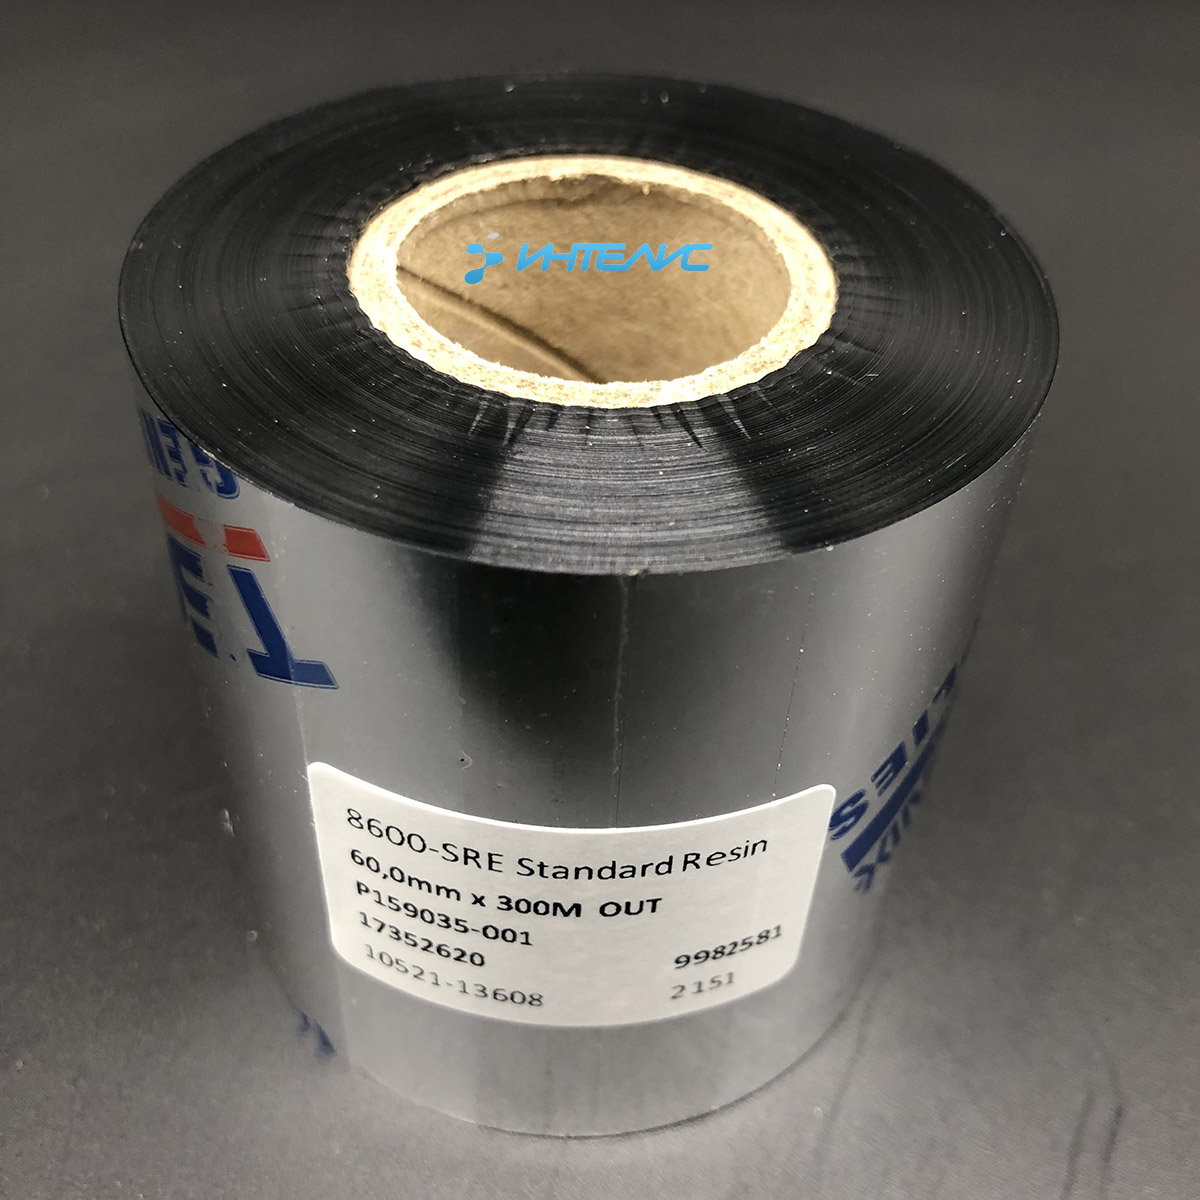 ИНТЕЛИС
8600-SRE Standard Resin
60,0mm x 300M OUT
P159035-001
17352620
9982581
10521-13608
2151